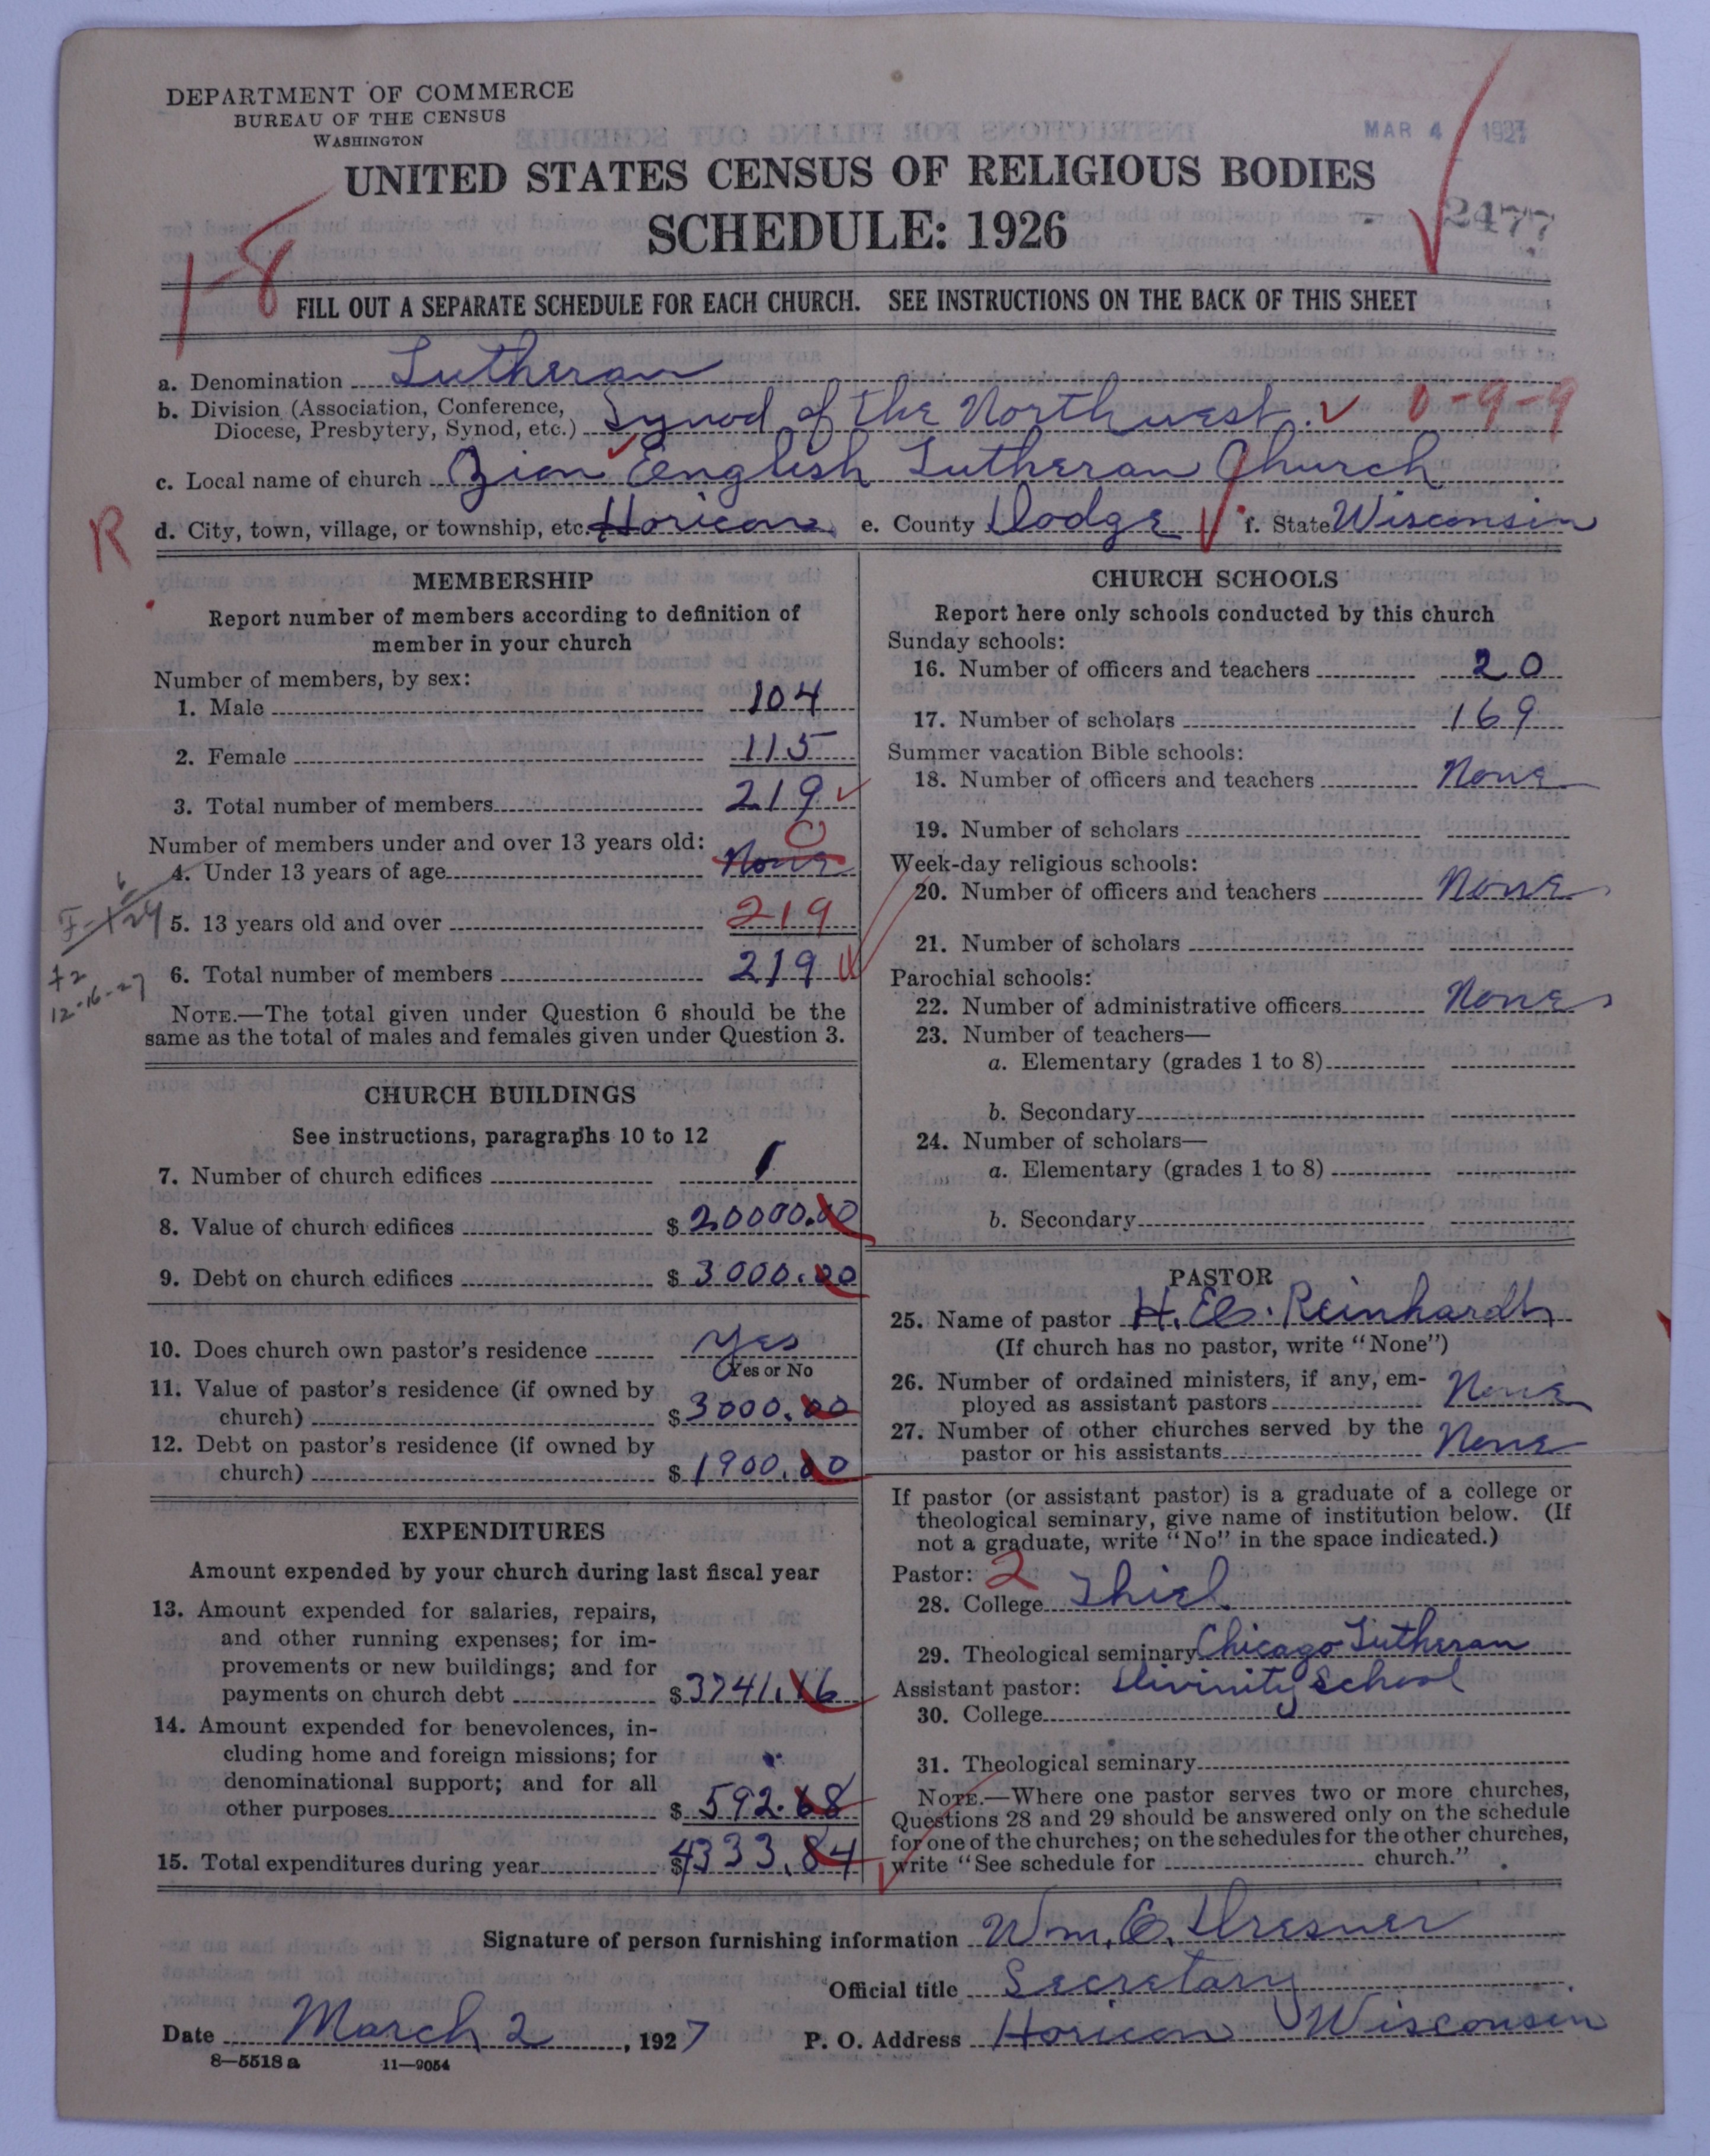 DEPARTMENT OF COMMERCE
BUREAU OF THE CENSUS
WASHINGTON
MAR 4 1927
UNITED STATES CENSUS OF RELIGIOUS BODIES
SCHEDULE: 1926
2477
1-8
FILL OUT A SEPARATE SCHEDULE FOR EACH CHURCH. SEE INSTRUCTIONS ON THE BACK OF THIS SHEET
a. Denomination Lutheran
b. Division (Association, Conference, Diocese, Presbytery, Synod, etc.) Synod of the Northwest. 0-9-9
c. Local name of church Zion English Lutheran Church
R
d. City, town, village, or township, etc. Horicon e. County Dodge f. State Wisconsin
MEMBERSHIP
Report number of members according to definition of
member in your church
Number of members, by sex:
1. Male 104
2. Female 115
3. Total number of members 219
Number of members under and over 13 years old: 0
4. Under 13 years of age None
5. 13 years old and over 219
6. Total number of members 219
12-16-27
NOTE.—The total given under Question 6 should be the
same as the total of males and females given under Question 3.
CHURCH BUILDINGS
See instructions, paragraphs 10 to 12
7. Number of church edifices 1
8. Value of church edifices $ 20000.00
9. Debt on church edifices $ 3000.00
10. Does church own pastor's residence Yes
Yes or No
11. Value of pastor's residence (if owned by
church) $ 3000.00
12. Debt on pastor's residence (if owned by
church) $ 1900.00
EXPENDITURES
Amount expended by your church during last fiscal year
13. Amount expended for salaries, repairs,
and other running expenses; for im-
provements or new buildings; and for
payments on church debt $ 3741.16
14. Amount expended for benevolences, in-
cluding home and foreign missions; for
denominational support; and for all
other purposes $ 592.68
15. Total expenditures during year $ 4333.84
CHURCH SCHOOLS
Report here only schools conducted by this church
Sunday schools:
16. Number of officers and teachers 20
17. Number of scholars 169
Summer vacation Bible schools:
18. Number of officers and teachers None
19. Number of scholars
Week-day religious schools:
20. Number of officers and teachers None
21. Number of scholars
Parochial schools:
22. Number of administrative officers None
23. Number of teachers—
a. Elementary (grades 1 to 8)
b. Secondary
24. Number of scholars—
a. Elementary (grades 1 to 8)
b. Secondary
PASTOR
25. Name of pastor H. Reinhardt
(If church has no pastor, write "None")
26. Number of ordained ministers, if any, em-
ployed as assistant pastors None
27. Number of other churches served by the
pastor or his assistants None
If pastor (or assistant pastor) is a graduate of a college or
theological seminary, give name of institution below. (If
not a graduate, write "No" in the space indicated.)
Pastor: 2
28. College Thiel
29. Theological seminary Chicago Lutheran
Assistant pastor: Divinity School
30. College
31. Theological seminary
NOTE.—Where one pastor serves two or more churches,
Questions 28 and 29 should be answered only on the schedule
for one of the churches; on the schedules for the other churches,
write "See schedule for church."
Signature of person furnishing information Wm. C. Dresner
Official title Secretary
Date March 2, 1927 P. O. Address Horicon Wisconsin
8—5518 a 11—9054